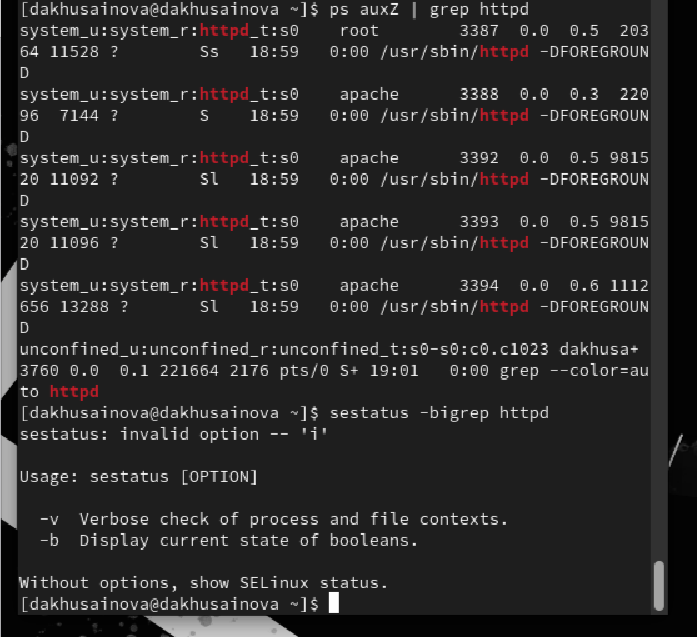 [dakhusainova@dakhusainova ~]$ ps auxZ | grep httpd
system_u:system_r:httpd_t:s0    root        3387  0.0  0.5  203
64 11528 ?        Ss   18:59   0:00 /usr/sbin/httpd -DFOREGROUN
D
system_u:system_r:httpd_t:s0    apache      3388  0.0  0.3  220
96  7144 ?        S    18:59   0:00 /usr/sbin/httpd -DFOREGROUN
D
system_u:system_r:httpd_t:s0    apache      3392  0.0  0.5 9815
20 11092 ?        Sl   18:59   0:00 /usr/sbin/httpd -DFOREGROUN
D
system_u:system_r:httpd_t:s0    apache      3393  0.0  0.5 9815
20 11096 ?        Sl   18:59   0:00 /usr/sbin/httpd -DFOREGROUN
D
system_u:system_r:httpd_t:s0    apache      3394  0.0  0.6 1112
656 13288 ?       Sl   18:59   0:00 /usr/sbin/httpd -DFOREGROUN
D
unconfined_u:unconfined_r:unconfined_t:s0-s0:c0.c1023 dakhusa+
3760 0.0  0.1 221664 2176 pts/0 S+ 19:01   0:00 grep --color=au
to httpd
[dakhusainova@dakhusainova ~]$ sestatus -bigrep httpd
sestatus: invalid option -- 'i'

Usage: sestatus [OPTION]

  -v  Verbose check of process and file contexts.
  -b  Display current state of booleans.

Without options, show SELinux status.
[dakhusainova@dakhusainova ~]$